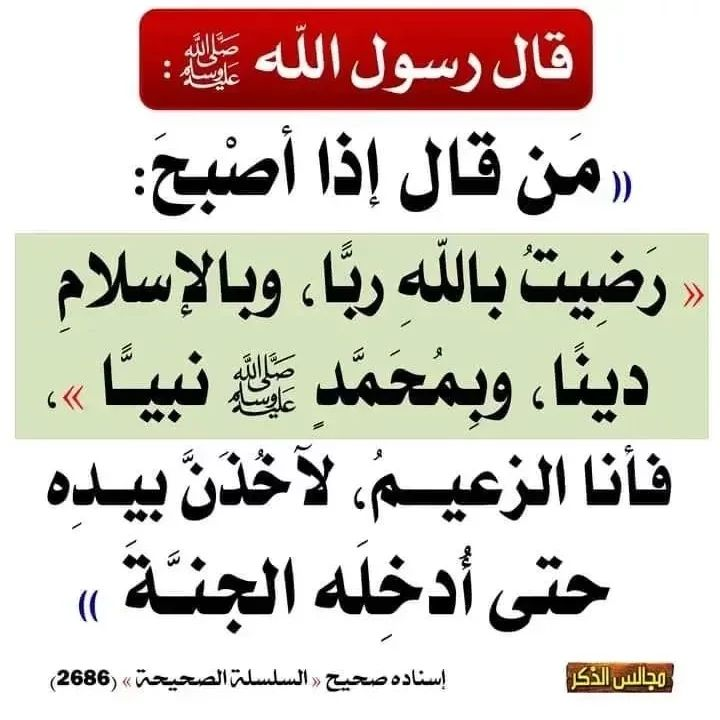 قال رسول الله ﷺ :
(( مَن قال إذا أصْبحَ:
« رَضِيتُ باللهِ ربًّا، وبالإسلامِ
دينًا، وبِمُحَمَّدٍ ﷺ نبيًّا »،
فأنا الزعيمُ، لآخُذَنَّ بيدِه
حتى أُدخِلَه الجنَّةَ ))
إسناده صحيح « السلسلة الصحيحة » (2686)
مجالس الذكر